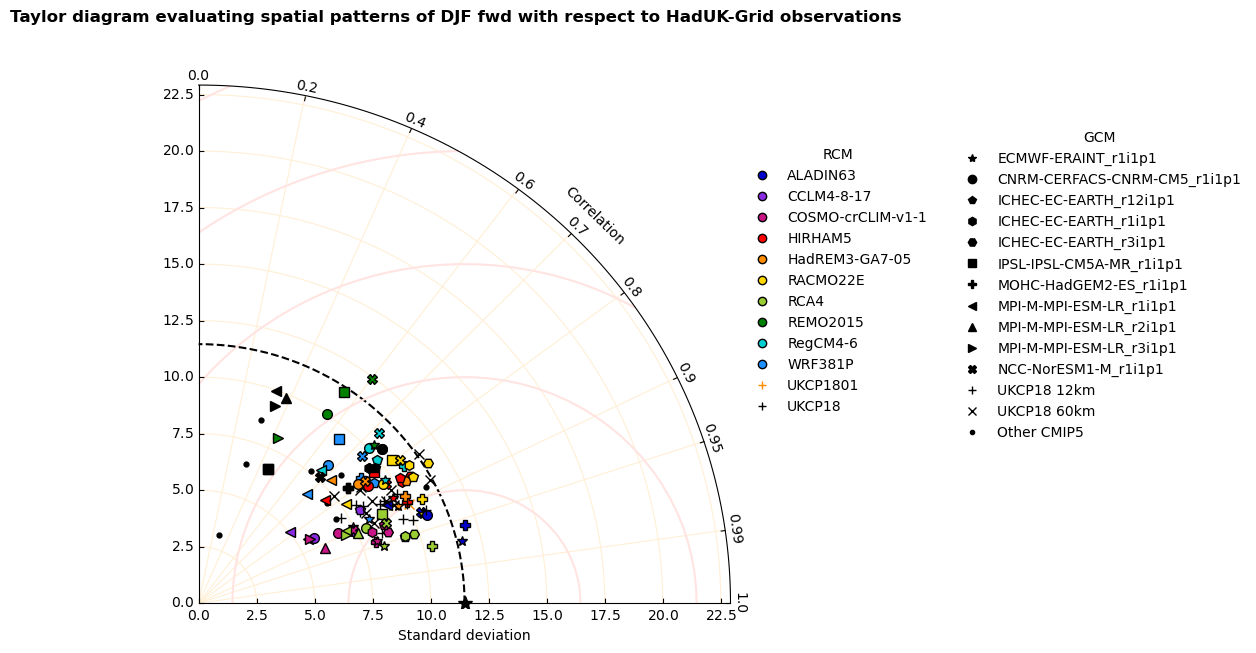 Taylor diagram evaluating spatial patterns of DJF fwd with respect to HadUK-Grid observations
0.0
0.2
0.4
0.6
0.7
0.8
0.9
0.95
0.99
1.0
Correlation
22.5
20.0
17.5
15.0
12.5
10.0
7.5
5.0
2.5
0.0
0.0 2.5 5.0 7.5 10.0 12.5 15.0 17.5 20.0 22.5
Standard deviation
RCM
ALADIN63
CCLM4-8-17
COSMO-crCLIM-v1-1
HIRHAM5
HadREM3-GA7-05
RACMO22E
RCA4
REMO2015
RegCM4-6
WRF381P
UKCP1801
UKCP18
GCM
ECMWF-ERAINT_r1i1p1
CNRM-CERFACS-CNRM-CM5_r1i1p1
ICHEC-EC-EARTH_r12i1p1
ICHEC-EC-EARTH_r1i1p1
ICHEC-EC-EARTH_r3i1p1
IPSL-IPSL-CM5A-MR_r1i1p1
MOHC-HadGEM2-ES_r1i1p1
MPI-M-MPI-ESM-LR_r1i1p1
MPI-M-MPI-ESM-LR_r2i1p1
MPI-M-MPI-ESM-LR_r3i1p1
NCC-NorESM1-M_r1i1p1
UKCP18 12km
UKCP18 60km
Other CMIP5